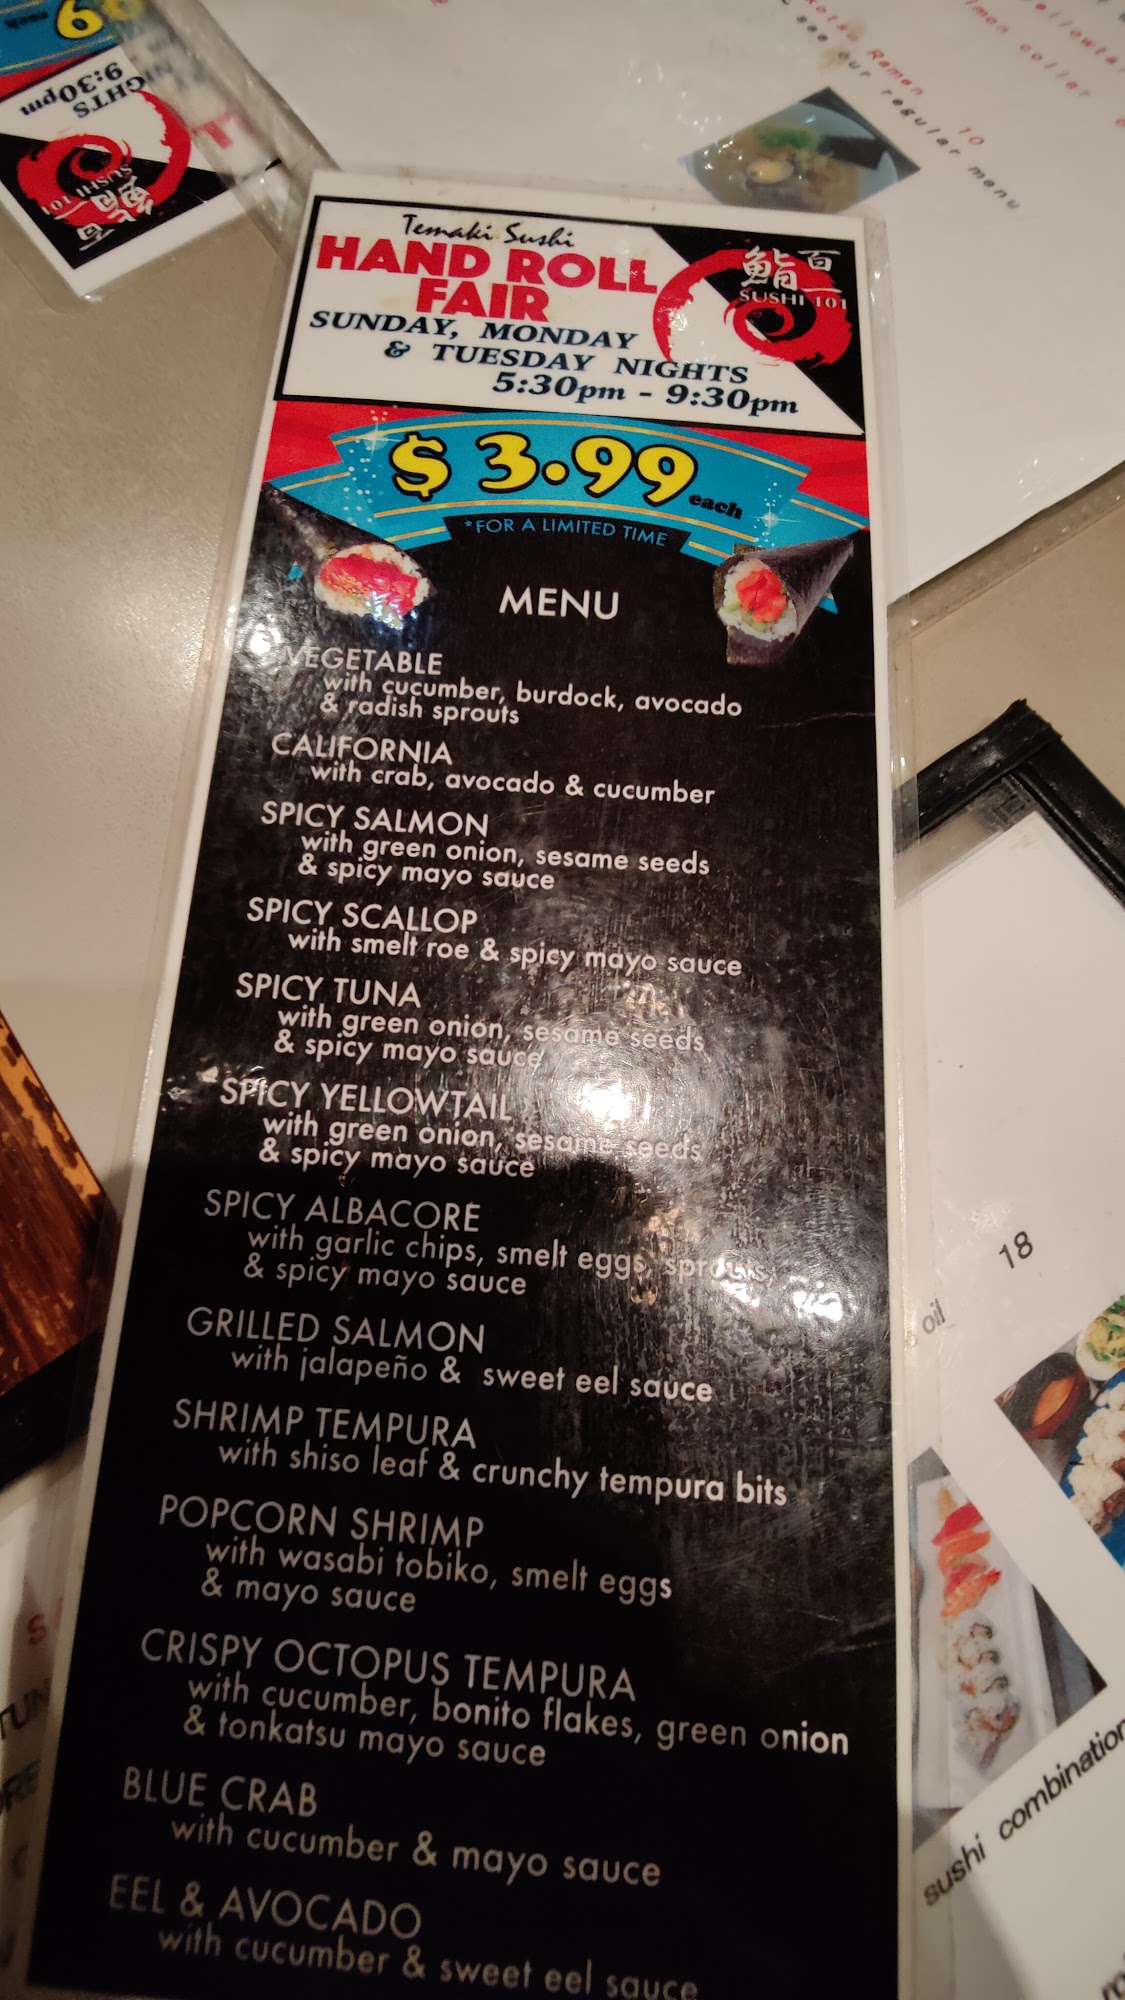 Temaki Sushi
HAND ROLL
FAIR
SUNDAY, MONDAY
& TUESDAY NIGHTS
5:30pm - 9:30pm
鮨百一
SUSHI 101
$3.99 each
*FOR A LIMITED TIME
MENU
VEGETABLE
with cucumber, burdock, avocado
& radish sprouts
CALIFORNIA
with crab, avocado & cucumber
SPICY SALMON
with green onion, sesame seeds
& spicy mayo sauce
SPICY SCALLOP
with smelt roe & spicy mayo sauce
SPICY TUNA
with green onion, sesame seeds
& spicy mayo sauce
SPICY YELLOWTAIL
with green onion, sesame seeds
& spicy mayo sauce
SPICY ALBACORE
with garlic chips, smelt eggs, sprouts,
& spicy mayo sauce
GRILLED SALMON
with jalapeño & sweet eel sauce
SHRIMP TEMPURA
with shiso leaf & crunchy tempura bits
POPCORN SHRIMP
with wasabi tobiko, smelt eggs
& mayo sauce
CRISPY OCTOPUS TEMPURA
with cucumber, bonito flakes, green onion
& tonkatsu mayo sauce
BLUE CRAB
with cucumber & mayo sauce
EEL & AVOCADO
with cucumber & sweet eel sauce
each
9:30pm
SUSHI 101
Ramen 10
see our regular menu
collar
18
oil
sushi combination